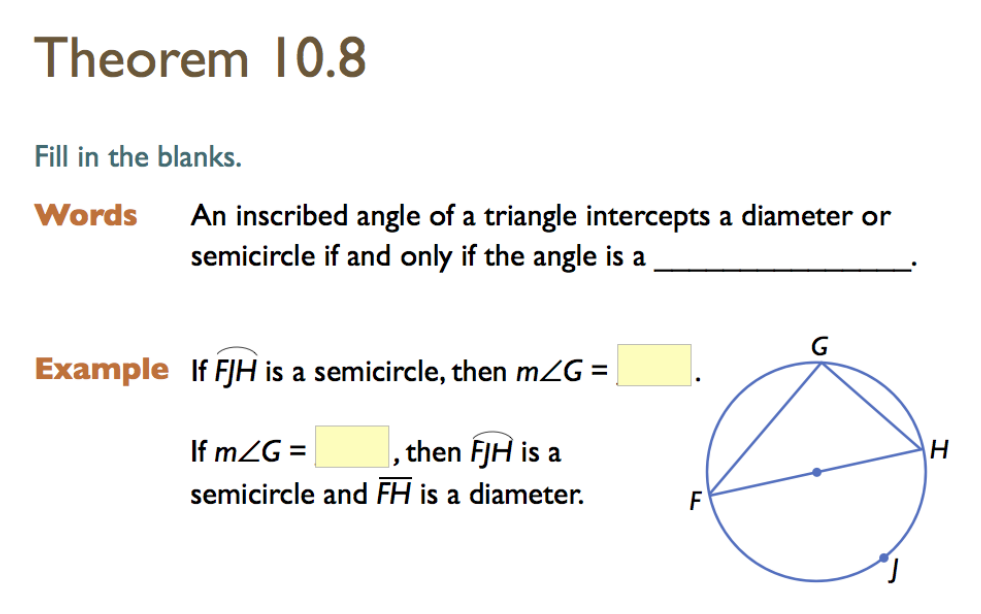 Theorem 10.8
Fill in the blanks.
Words An inscribed angle of a triangle intercepts a diameter or
semicircle if and only if the angle is a ________________.
Example If FJH is a semicircle, then m∠G = .
If m∠G = , then FJH is a
semicircle and FH is a diameter.
G
H
F
J